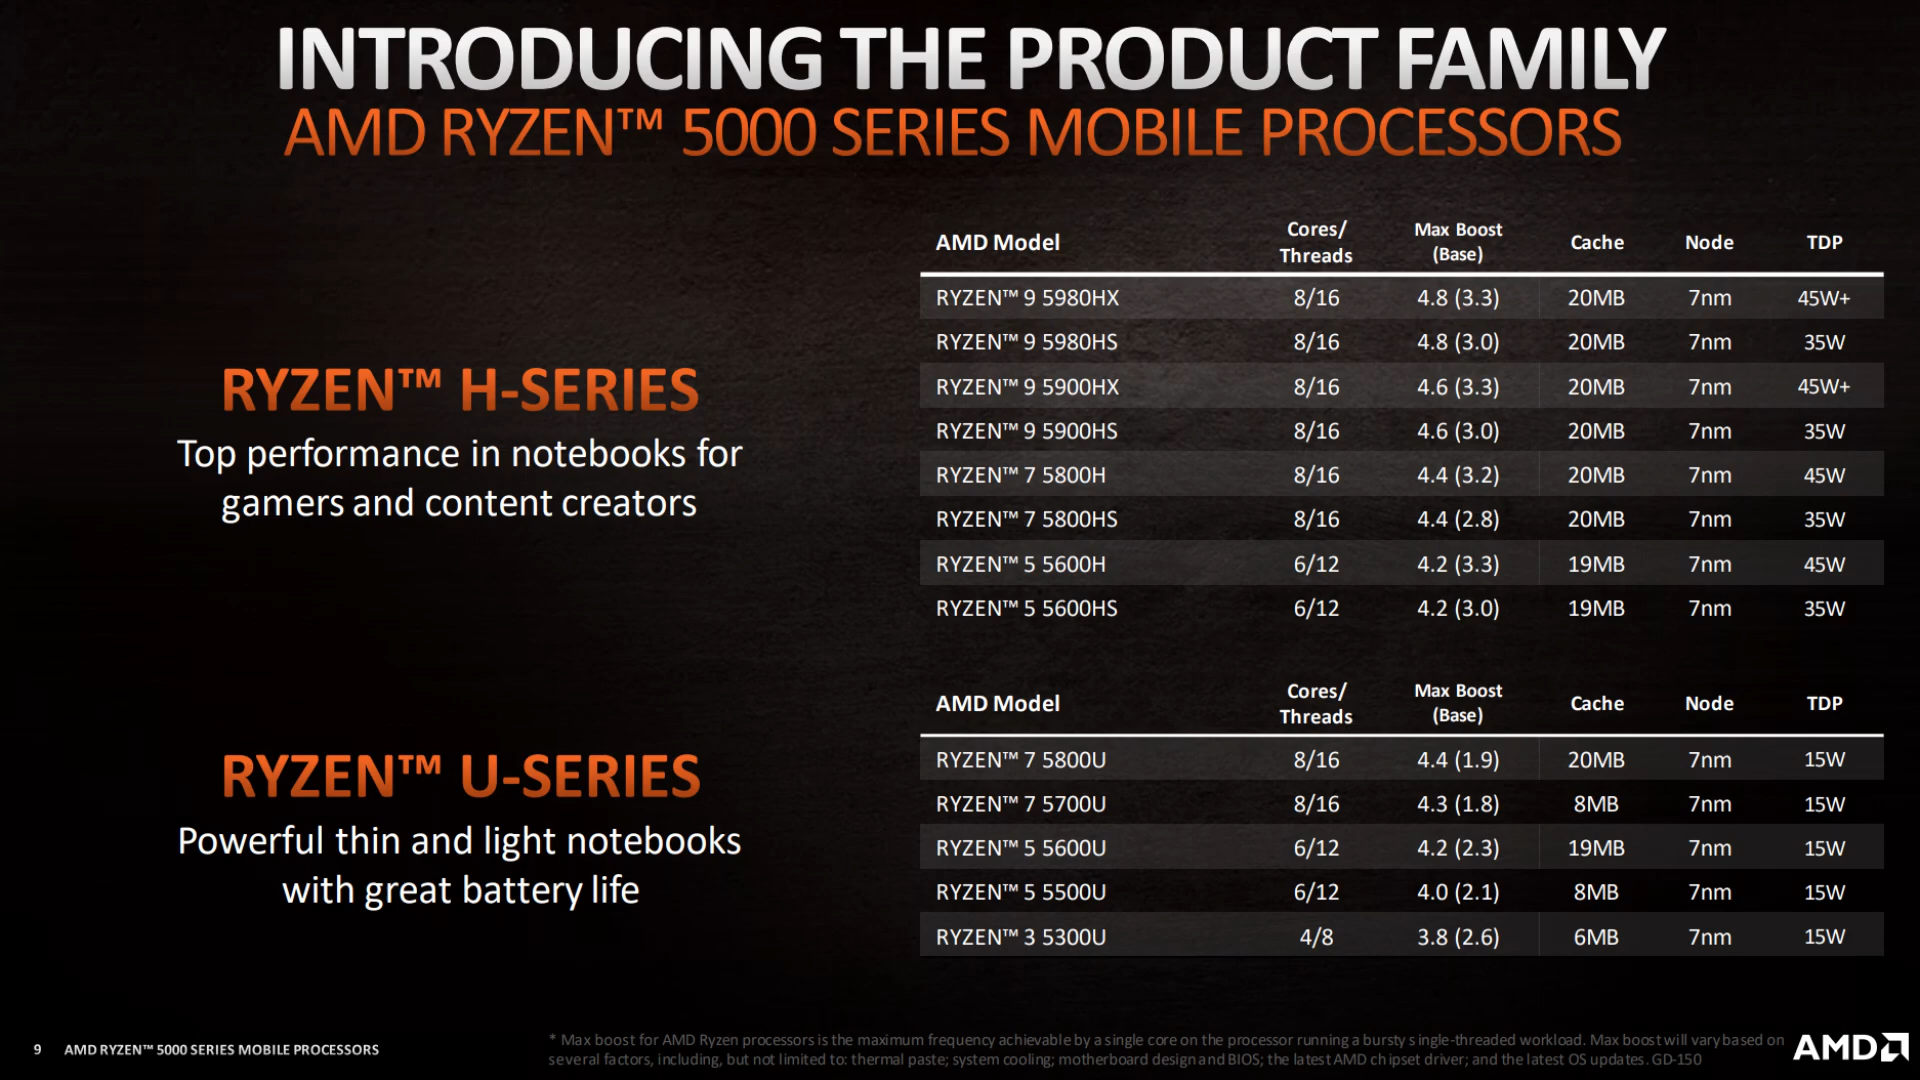 INTRODUCING THE PRODUCT FAMILY
AMD RYZEN™ 5000 SERIES MOBILE PROCESSORS
RYZEN™ H-SERIES
Top performance in notebooks for
gamers and content creators
AMD Model Cores/ Threads Max Boost (Base) Cache Node TDP
RYZEN™ 9 5980HX 8/16 4.8 (3.3) 20MB 7nm 45W+
RYZEN™ 9 5980HS 8/16 4.8 (3.0) 20MB 7nm 35W
RYZEN™ 9 5900HX 8/16 4.6 (3.3) 20MB 7nm 45W+
RYZEN™ 9 5900HS 8/16 4.6 (3.0) 20MB 7nm 35W
RYZEN™ 7 5800H 8/16 4.4 (3.2) 20MB 7nm 45W
RYZEN™ 7 5800HS 8/16 4.4 (2.8) 20MB 7nm 35W
RYZEN™ 5 5600H 6/12 4.2 (3.3) 19MB 7nm 45W
RYZEN™ 5 5600HS 6/12 4.2 (3.0) 19MB 7nm 35W
RYZEN™ U-SERIES
Powerful thin and light notebooks
with great battery life
AMD Model Cores/ Threads Max Boost (Base) Cache Node TDP
RYZEN™ 7 5800U 8/16 4.4 (1.9) 20MB 7nm 15W
RYZEN™ 7 5700U 8/16 4.3 (1.8) 8MB 7nm 15W
RYZEN™ 5 5600U 6/12 4.2 (2.3) 19MB 7nm 15W
RYZEN™ 5 5500U 6/12 4.0 (2.1) 8MB 7nm 15W
RYZEN™ 3 5300U 4/8 3.8 (2.6) 6MB 7nm 15W
9 AMD RYZEN™ 5000 SERIES MOBILE PROCESSORS
* Max boost for AMD Ryzen processors is the maximum frequency achievable by a single core on the processor running a bursty single-threaded workload. Max boost will vary based on
several factors, including, but not limited to: thermal paste; system cooling; motherboard design and BIOS; the latest AMD chipset driver; and the latest OS updates. GD-150
AMD